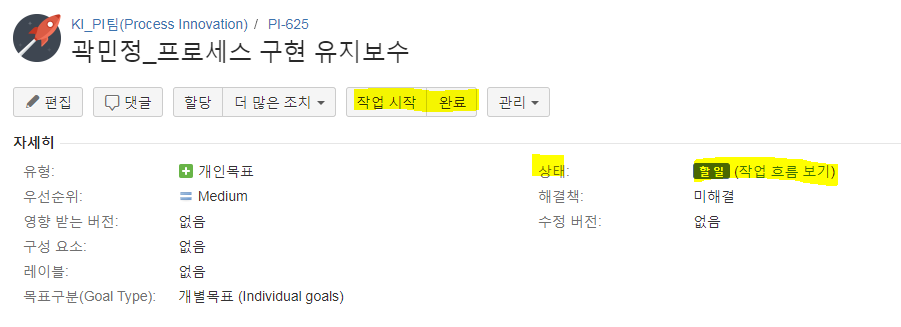 KI_PI팀(Process Innovation) / PI-625
곽민정_프로세스 구현 유지보수
편집 댓글 할당 더 많은 조치 작업 시작 완료 관리
자세히
유형: 개인목표 상태: 할 일 (작업 흐름 보기)
우선순위: Medium 해결책: 미해결
영향 받는 버전: 없음 수정 버전: 없음
구성 요소: 없음
레이블: 없음
목표구분(Goal Type): 개별목표 (Individual goals)